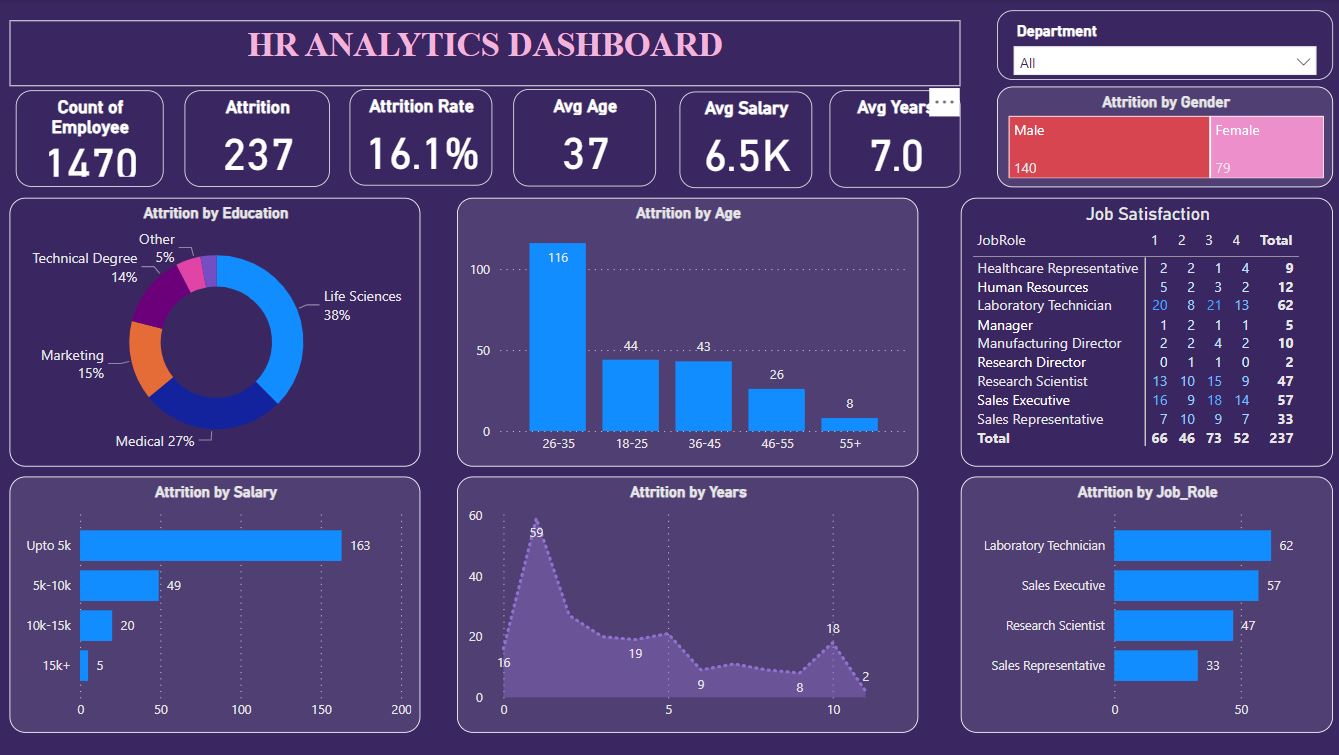 HR ANALYTICS DASHBOARD
Department
All
Count of
Employee
1470
Attrition
237
Attrition Rate
16.1%
Avg Age
37
Avg Salary
6.5K
Avg Years
7.0
Attrition by Gender
Male
140
Female
79
Attrition by Education
Other
5%
Technical Degree
14%
Life Sciences
38%
Marketing
15%
Medical 27%
Attrition by Age
100
50
0
116
44
43
26
8
26-35 18-25 36-45 46-55 55+
Job Satisfaction
JobRole 1 2 3 4 Total
Healthcare Representative 2 2 1 4 9
Human Resources 5 2 3 2 12
Laboratory Technician 20 8 21 13 62
Manager 1 2 1 1 5
Manufacturing Director 2 2 4 2 10
Research Director 0 1 1 0 2
Research Scientist 13 10 15 9 47
Sales Executive 16 9 18 14 57
Sales Representative 7 10 9 7 33
Total 66 46 73 52 237
Attrition by Salary
Upto 5k 163
5k-10k 49
10k-15k 20
15k+ 5
0 50 100 150 200
Attrition by Years
60
40
20
0
16
59
19
9
8
18
2
0 5 10
Attrition by Job_Role
Laboratory Technician 62
Sales Executive 57
Research Scientist 47
Sales Representative 33
0 50